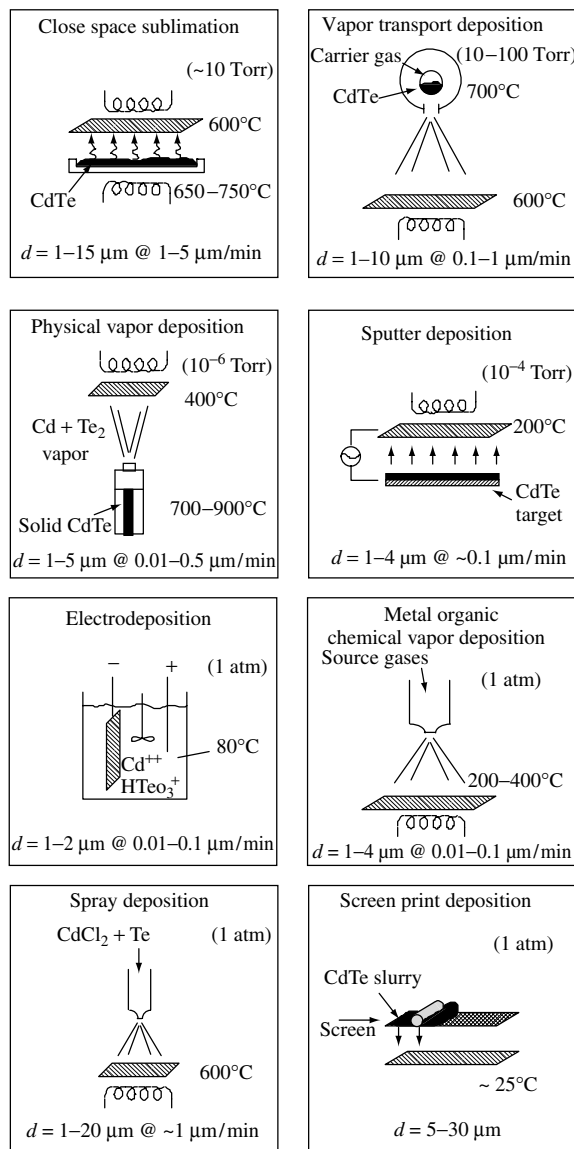 Close space sublimation
(~10 Torr)
600°C
CdTe
650–750°C
d = 1–15 μm @ 1–5 μm/min
Vapor transport deposition
Carrier gas
(10–100 Torr)
CdTe
700°C
600°C
d = 1–10 μm @ 0.1–1 μm/min
Physical vapor deposition
(10⁻⁶ Torr)
400°C
Cd + Te₂
vapor
Solid CdTe
700–900°C
d = 1–5 μm @ 0.01–0.5 μm/min
Sputter deposition
(10⁻⁴ Torr)
200°C
CdTe
target
d = 1–4 μm @ ~0.1 μm/min
Electrodeposition
− +
(1 atm)
80°C
Cd⁺⁺
HTeo₃⁺
d = 1–2 μm @ 0.01–0.1 μm/min
Metal organic
chemical vapor deposition
Source gases
(1 atm)
200–400°C
d = 1–4 μm @ 0.01–0.1 μm/min
Spray deposition
CdCl₂ + Te
(1 atm)
600°C
d = 1–20 μm @ ~1 μm/min
Screen print deposition
(1 atm)
CdTe slurry
Screen
~ 25°C
d = 5–30 μm